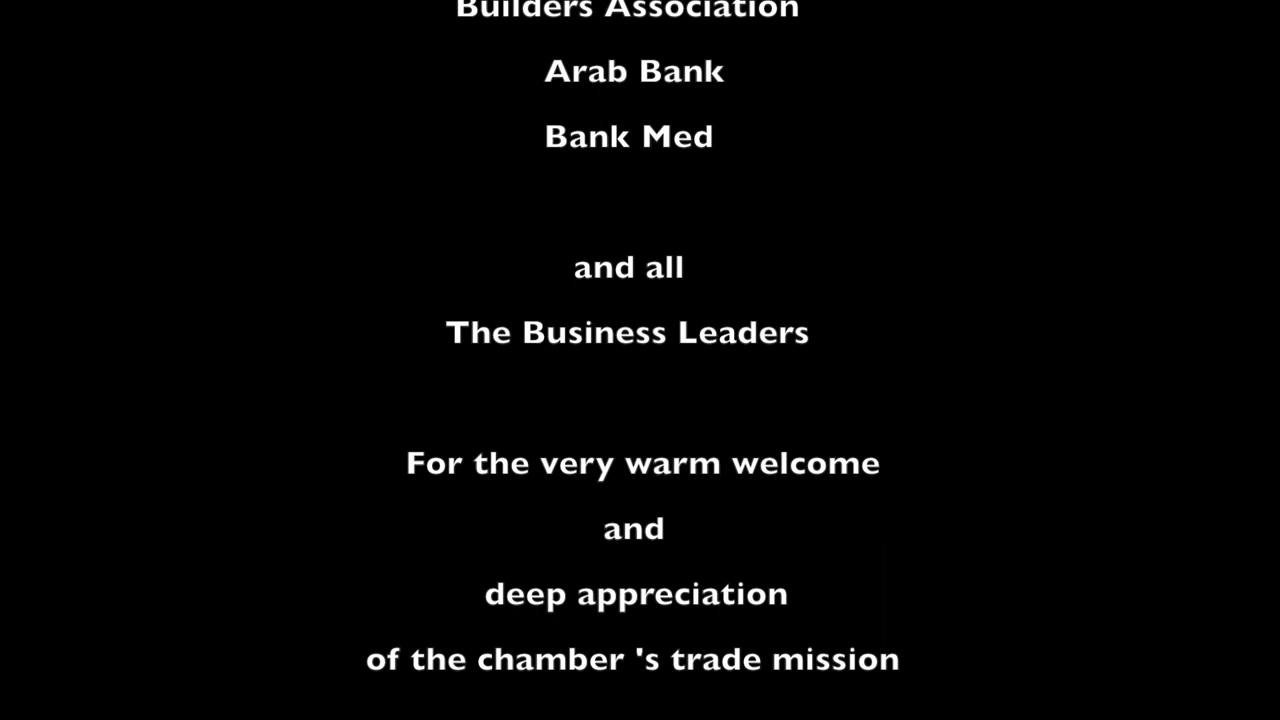 Builders Association
Arab Bank
Bank Med
and all
The Business Leaders
For the very warm welcome
and
deep appreciation
of the chamber 's trade mission